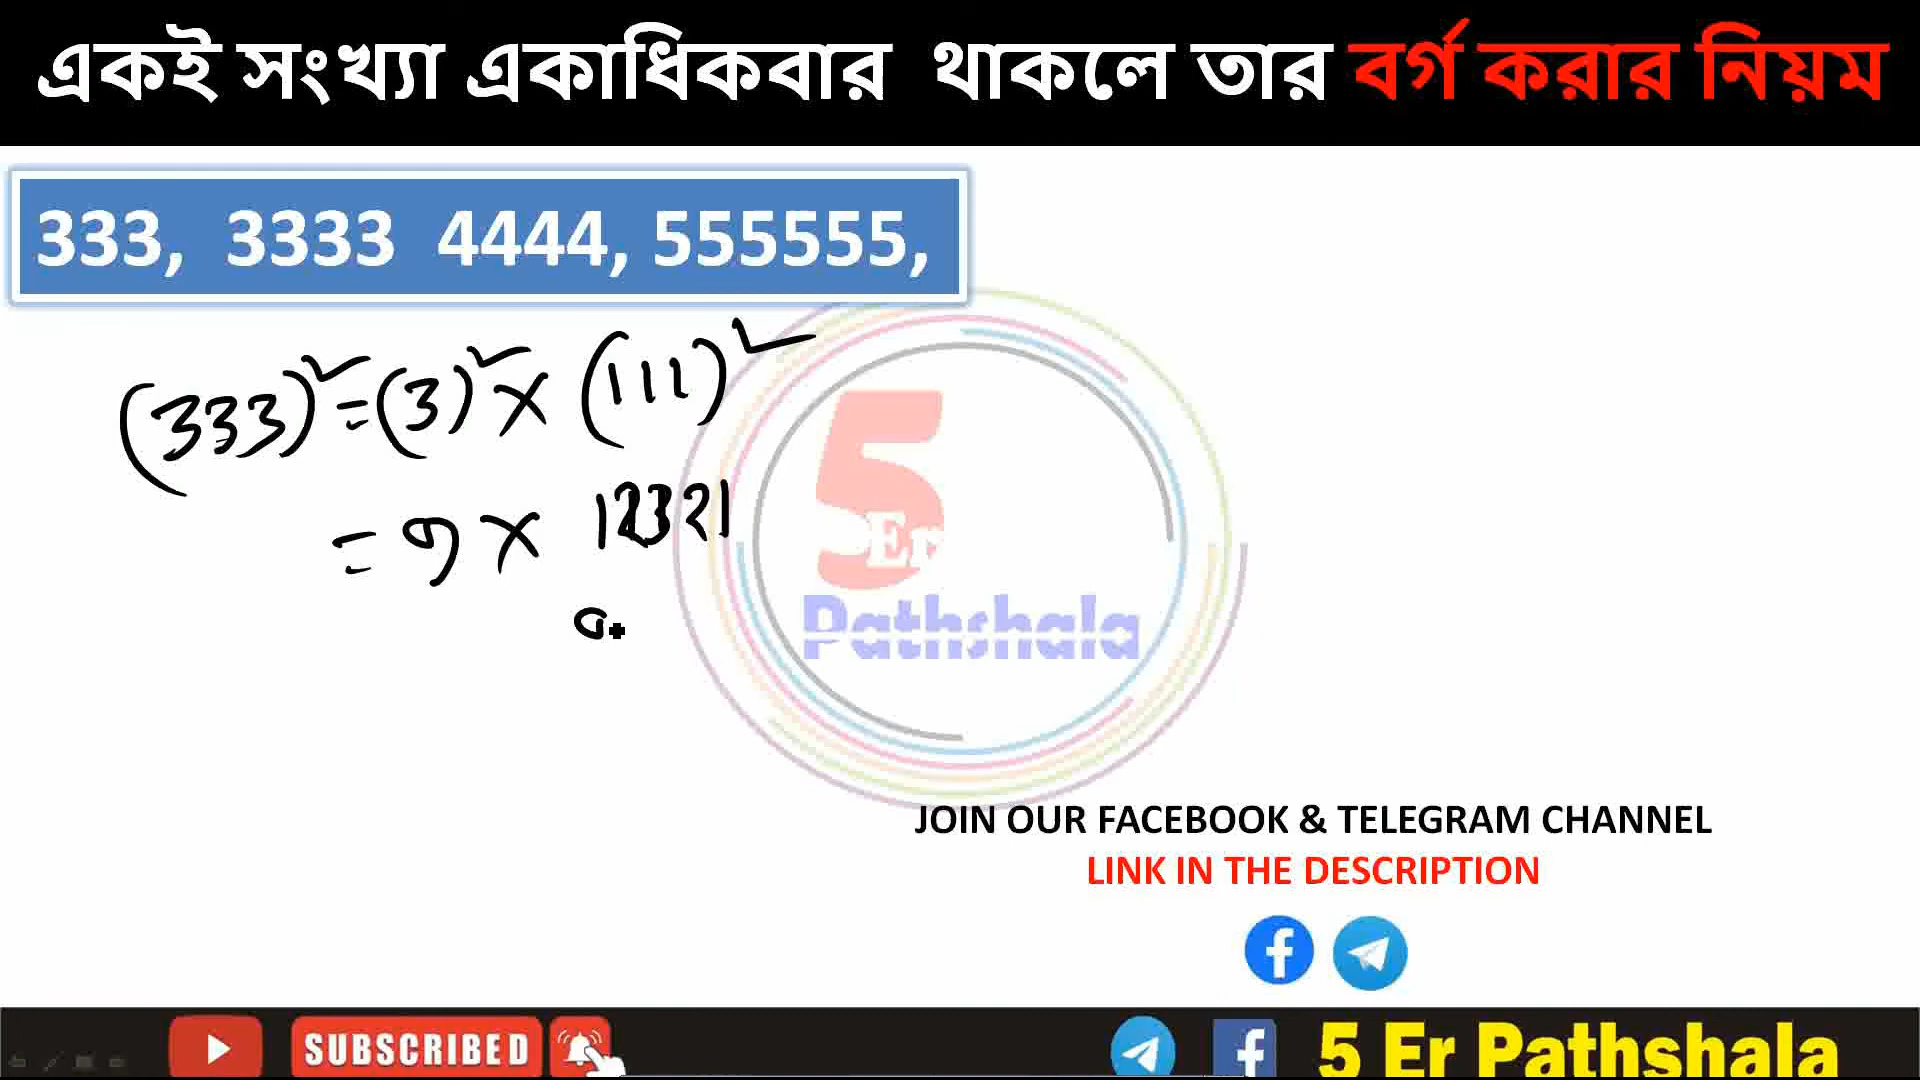 একই সংখ্যা একাধিকবার থাকলে তার বর্গ করার নিয়ম
333, 3333 4444, 555555,
(333)² = (3)² × (111)²
= 9 × 12321
5
Er
Pathshala
JOIN OUR FACEBOOK & TELEGRAM CHANNEL
LINK IN THE DESCRIPTION
SUBSCRIBED
5 Er Pathshala